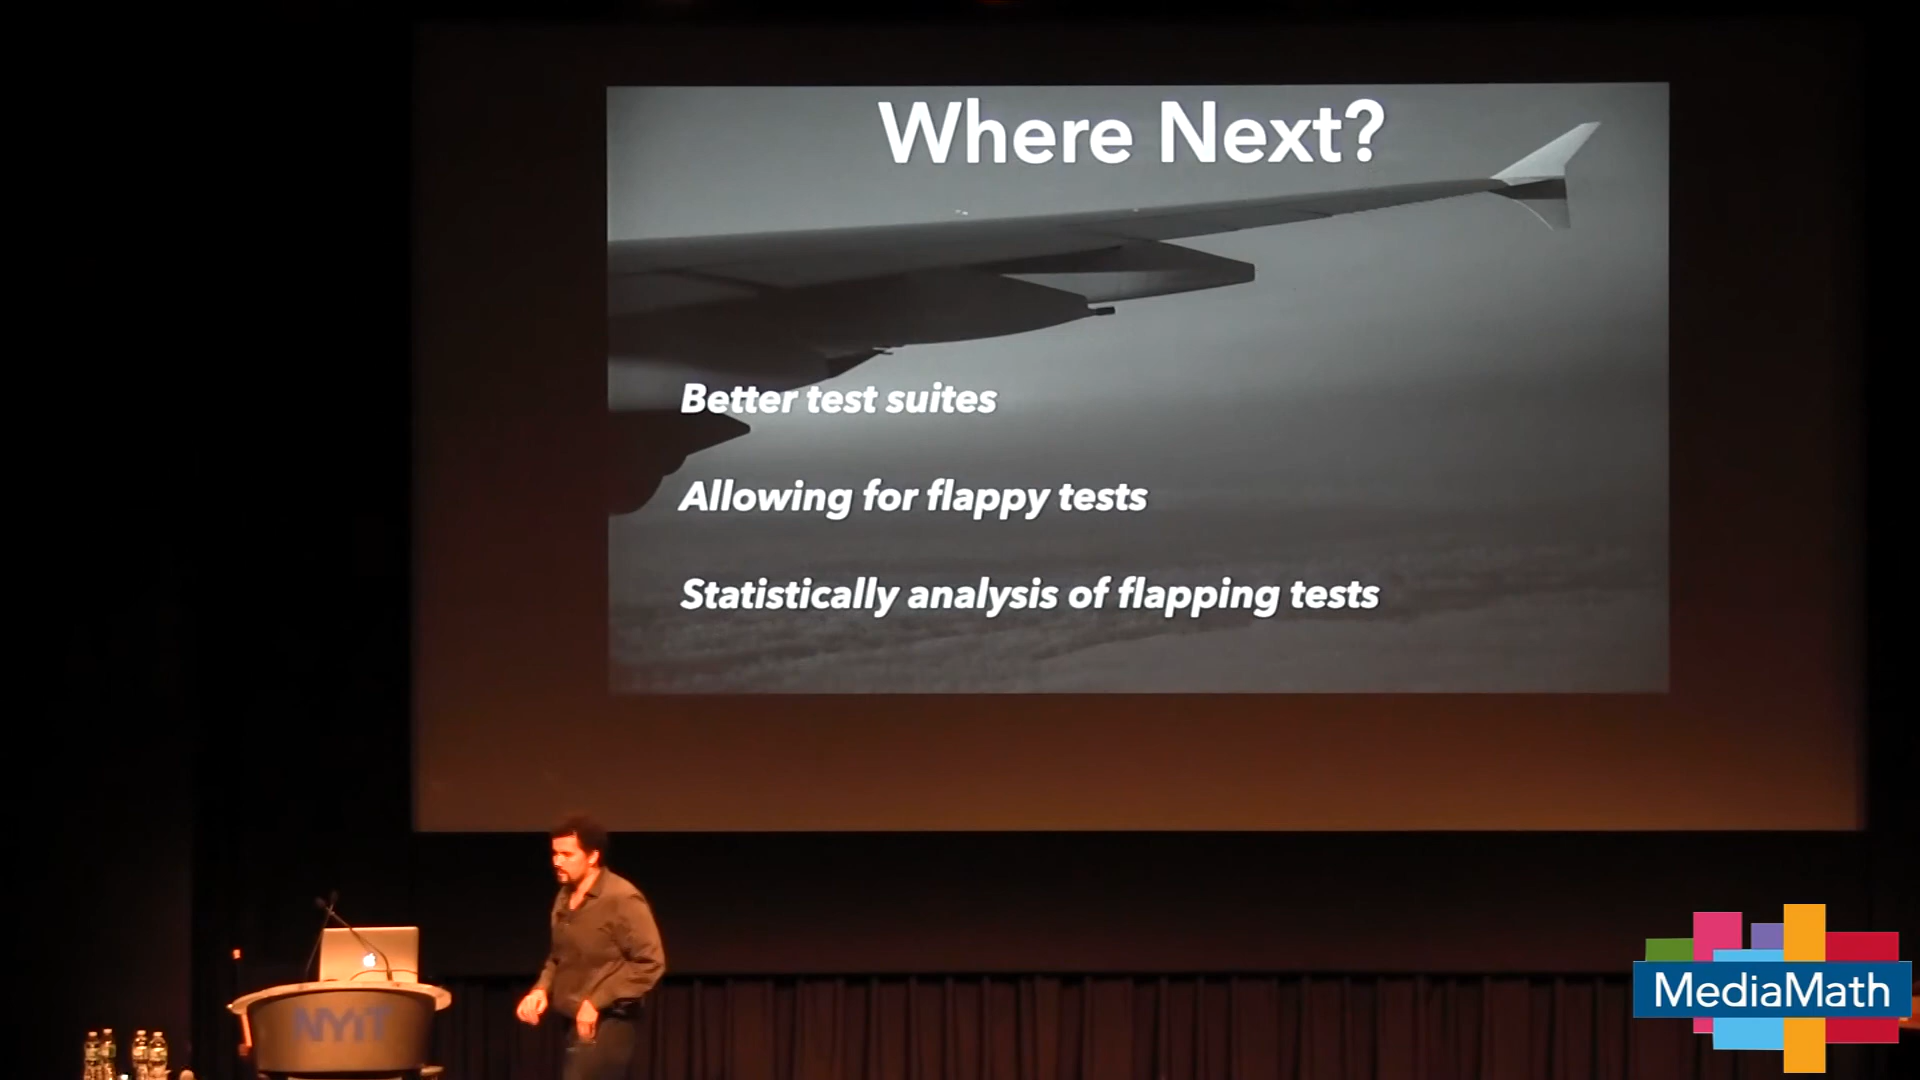 Where Next?
Better test suites
Allowing for flappy tests
Statistically analysis of flapping tests
NYiT
MediaMath